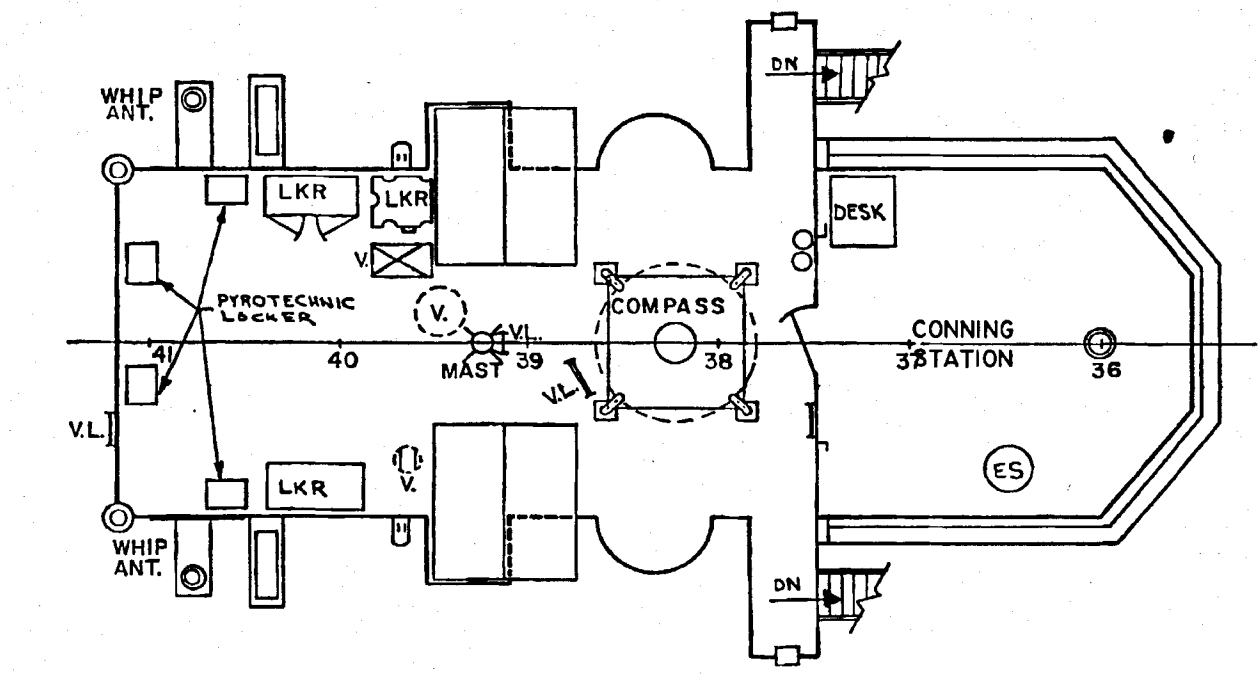 DN
WHIP
ANT.
LKR
LKR
DESK
V.
PYROTECHNIC
LOCKER
V.
COMPASS
V.L.
CONNING
STATION
41
40
39
38
37
36
MAST
V.L.
V.L.
V.
LKR
ES
WHIP
ANT.
DN